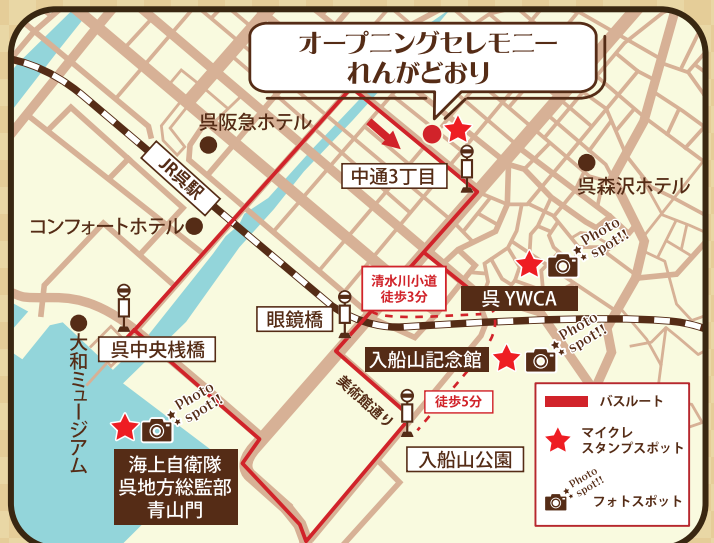 オープニングセレモニー
れんがどおり
呉阪急ホテル
中通3丁目
JR呉駅
呉森沢ホテル
コンフォートホテル
Photo
spot!!
清水川小道
徒歩3分
呉 YWCA
眼鏡橋
呉中央桟橋
Photo
spot!!
入船山記念館
大和ミュージアム
美術館通り
Photo
spot!!
徒歩5分
入船山公園
海上自衛隊
呉地方総監部
青山門
バスルート
マイクレ
スタンプスポット
Photo
spot!!
フォトスポット